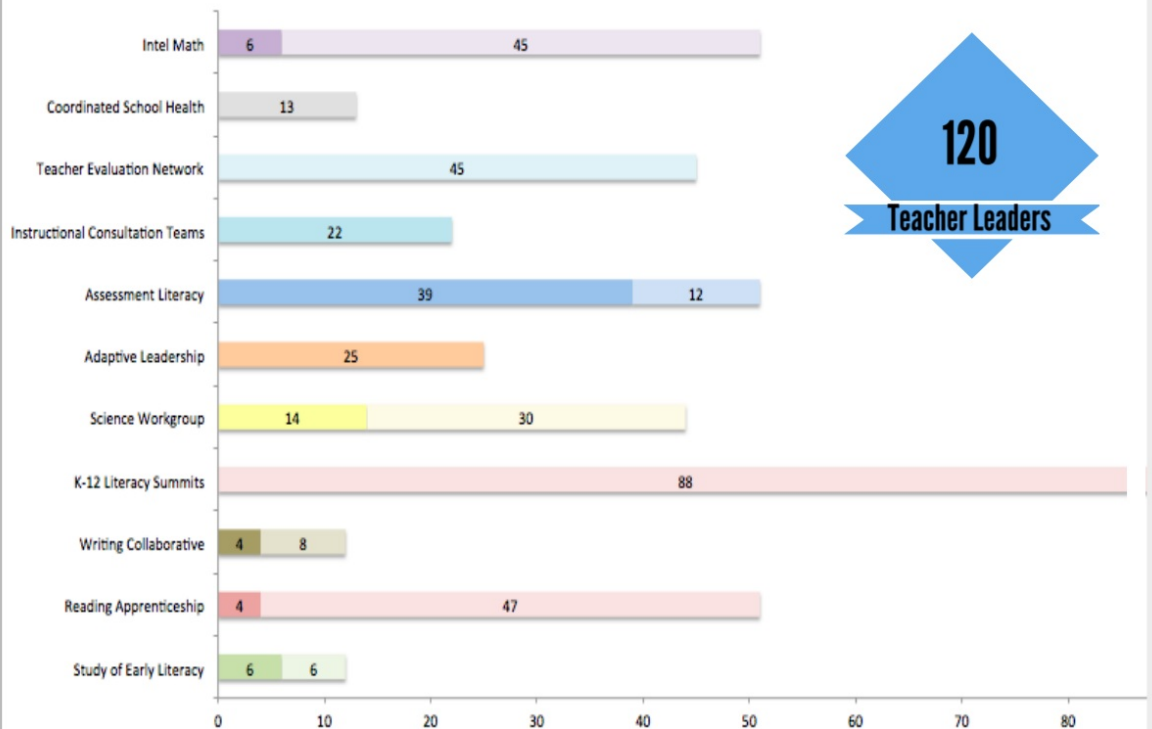 Intel Math 6 45
Coordinated School Health 13
120
Teacher Evaluation Network 45
Teacher Leaders
Instructional Consultation Teams 22
Assessment Literacy 39 12
Adaptive Leadership 25
Science Workgroup 14 30
K-12 Literacy Summits 88
Writing Collaborative 4 8
Reading Apprenticeship 4 47
Study of Early Literacy 6 6
0 10 20 30 40 50 60 70 80